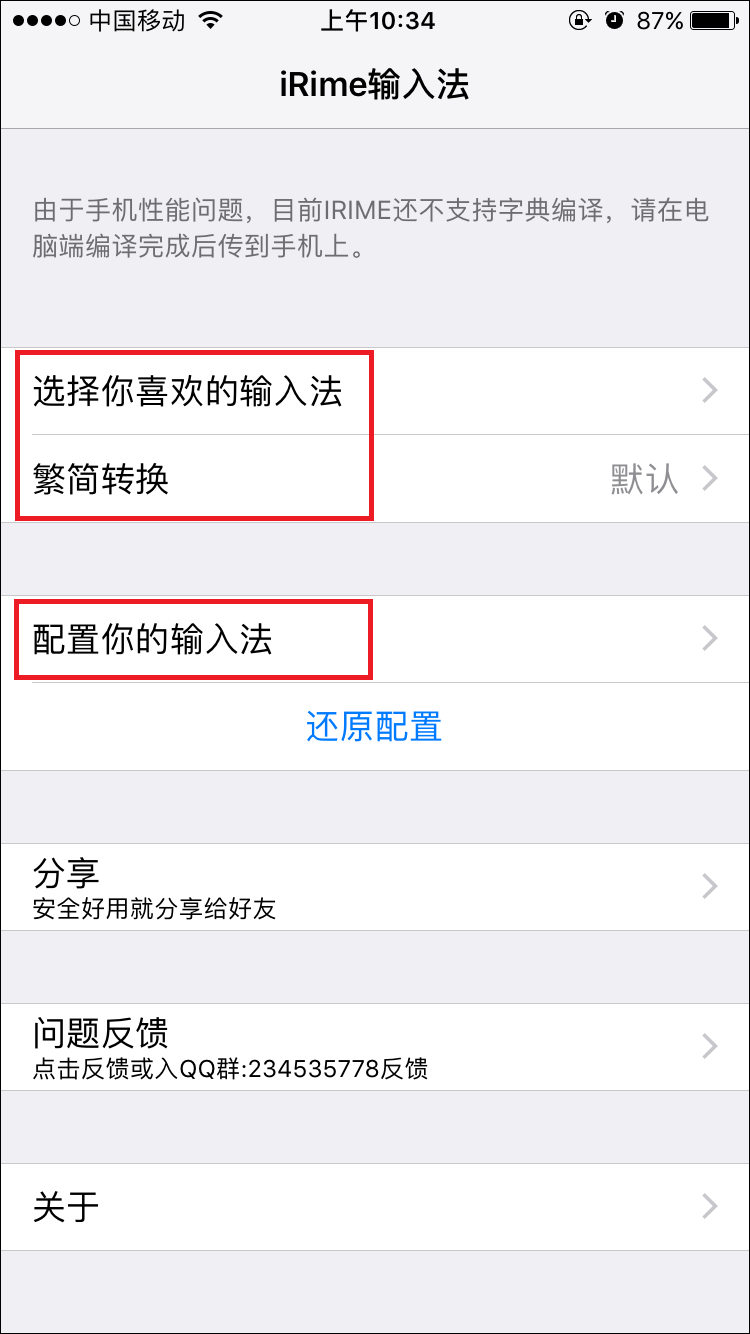 中国移动 上午10:34 87%
iRime输入法
由于手机性能问题，目前IRIME还不支持字典编译，请在电
脑端编译完成后传到手机上。
选择你喜欢的输入法
繁简转换 默认
配置你的输入法
还原配置
分享
安全好用就分享给好友
问题反馈
点击反馈或入QQ群:234535778反馈
关于